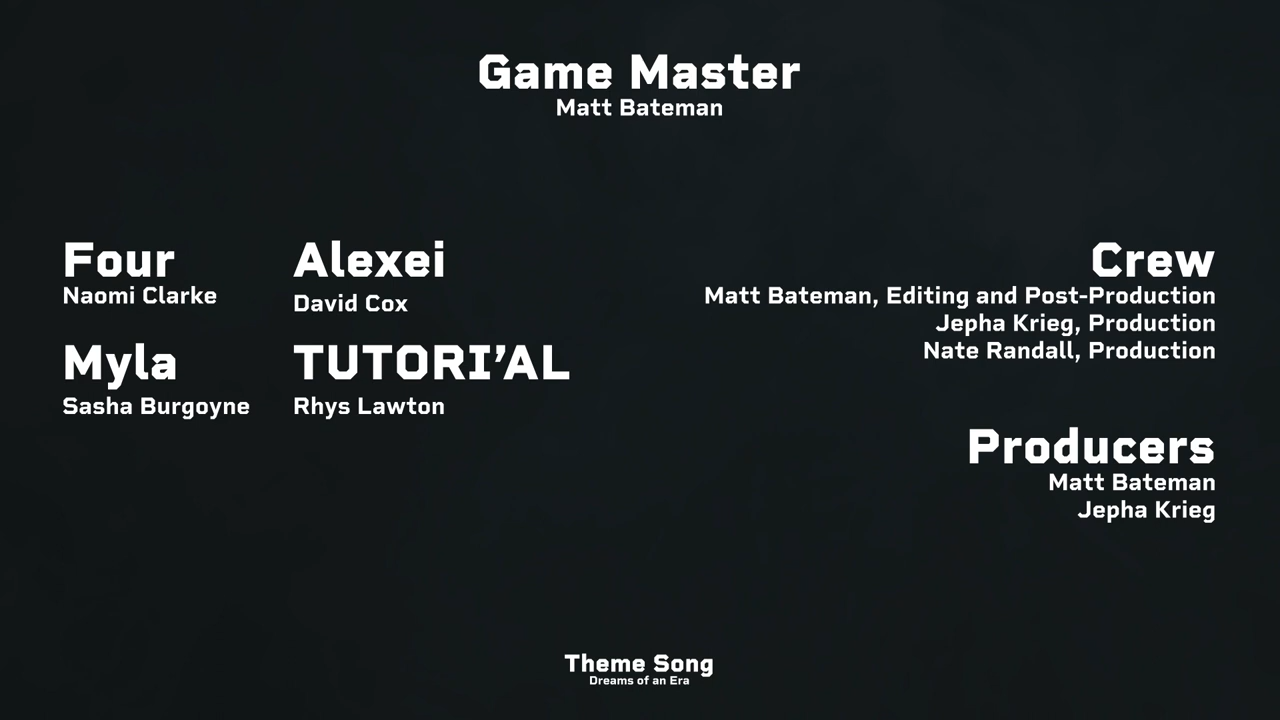 Game Master
Matt Bateman
Four
Naomi Clarke
Alexei
David Cox
Myla
Sasha Burgoyne
TUTORI’AL
Rhys Lawton
Crew
Matt Bateman, Editing and Post-Production
Jepha Krieg, Production
Nate Randall, Production
Producers
Matt Bateman
Jepha Krieg
Theme Song
Dreams of an Era